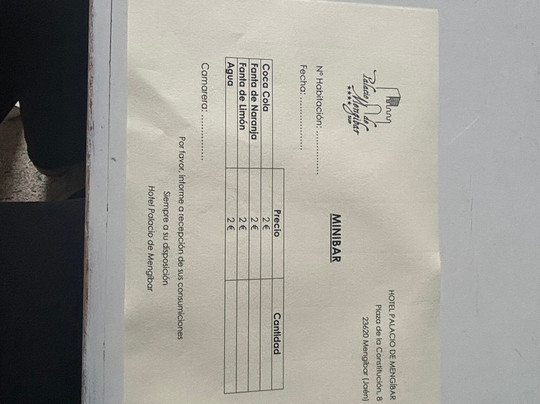 Palacio de
Mengíbar
HOTEL PALACIO DE MENGÍBAR
Plaza de la Constitución, 8
23620 Mengíbar (Jaén)
MINIBAR
Nº Habitación: ...............
Fecha: ...............
Precio Cantidad
Coca Cola 2 €
Fanta de Naranja 2 €
Fanta de Limón 2 €
Agua 2 €
Camarera: ...............
Por favor, informe a recepción de sus consumiciones
Siempre a su disposición
Hotel Palacio de Mengíbar